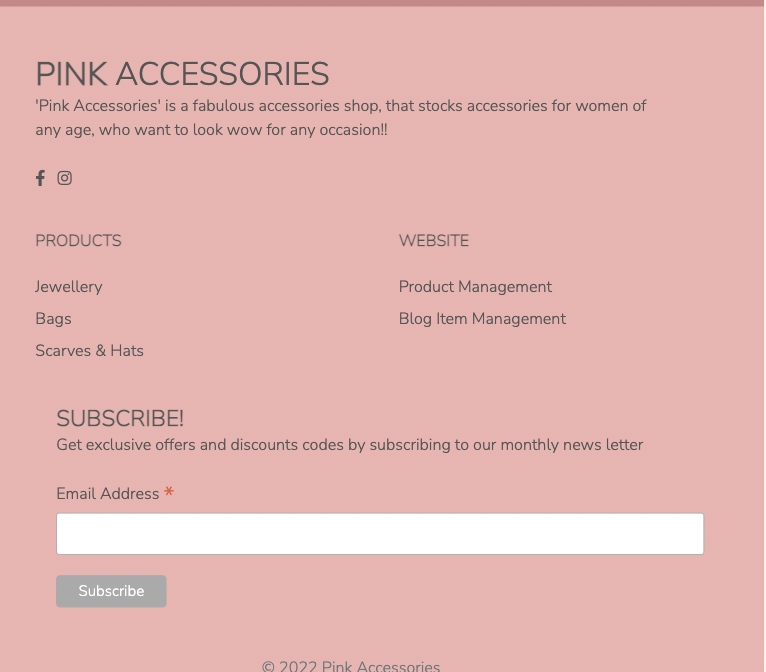 PINK ACCESSORIES
'Pink Accessories' is a fabulous accessories shop, that stocks accessories for women of
any age, who want to look wow for any occasion!!
PRODUCTS
Jewellery
Bags
Scarves & Hats
WEBSITE
Product Management
Blog Item Management
SUBSCRIBE!
Get exclusive offers and discounts codes by subscribing to our monthly news letter
Email Address *
Subscribe
© 2022 Pink Accessories